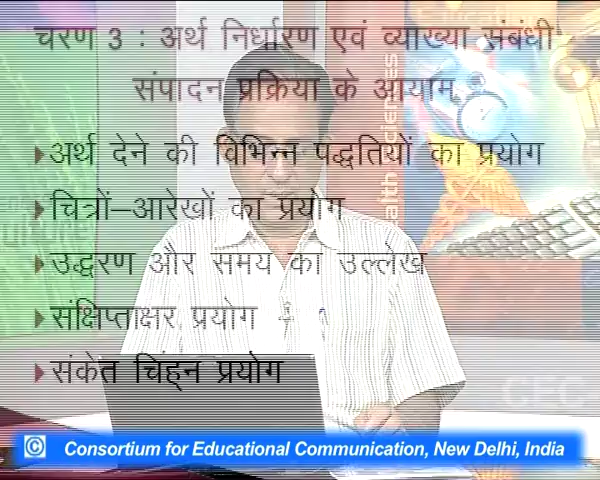 चरण 3 : अर्थ निर्धारण एवं व्याख्या संबंधी
संपादन प्रक्रिया के आयाम
अर्थ देने की विभिन्न पद्धतियों का प्रयोग
चित्रों–आरेखों का प्रयोग
उद्धरण और समय का उल्लेख
संक्षिप्ताक्षर प्रयोग
संकेत चिंह्न प्रयोग
CEC
© Consortium for Educational Communication, New Delhi, India